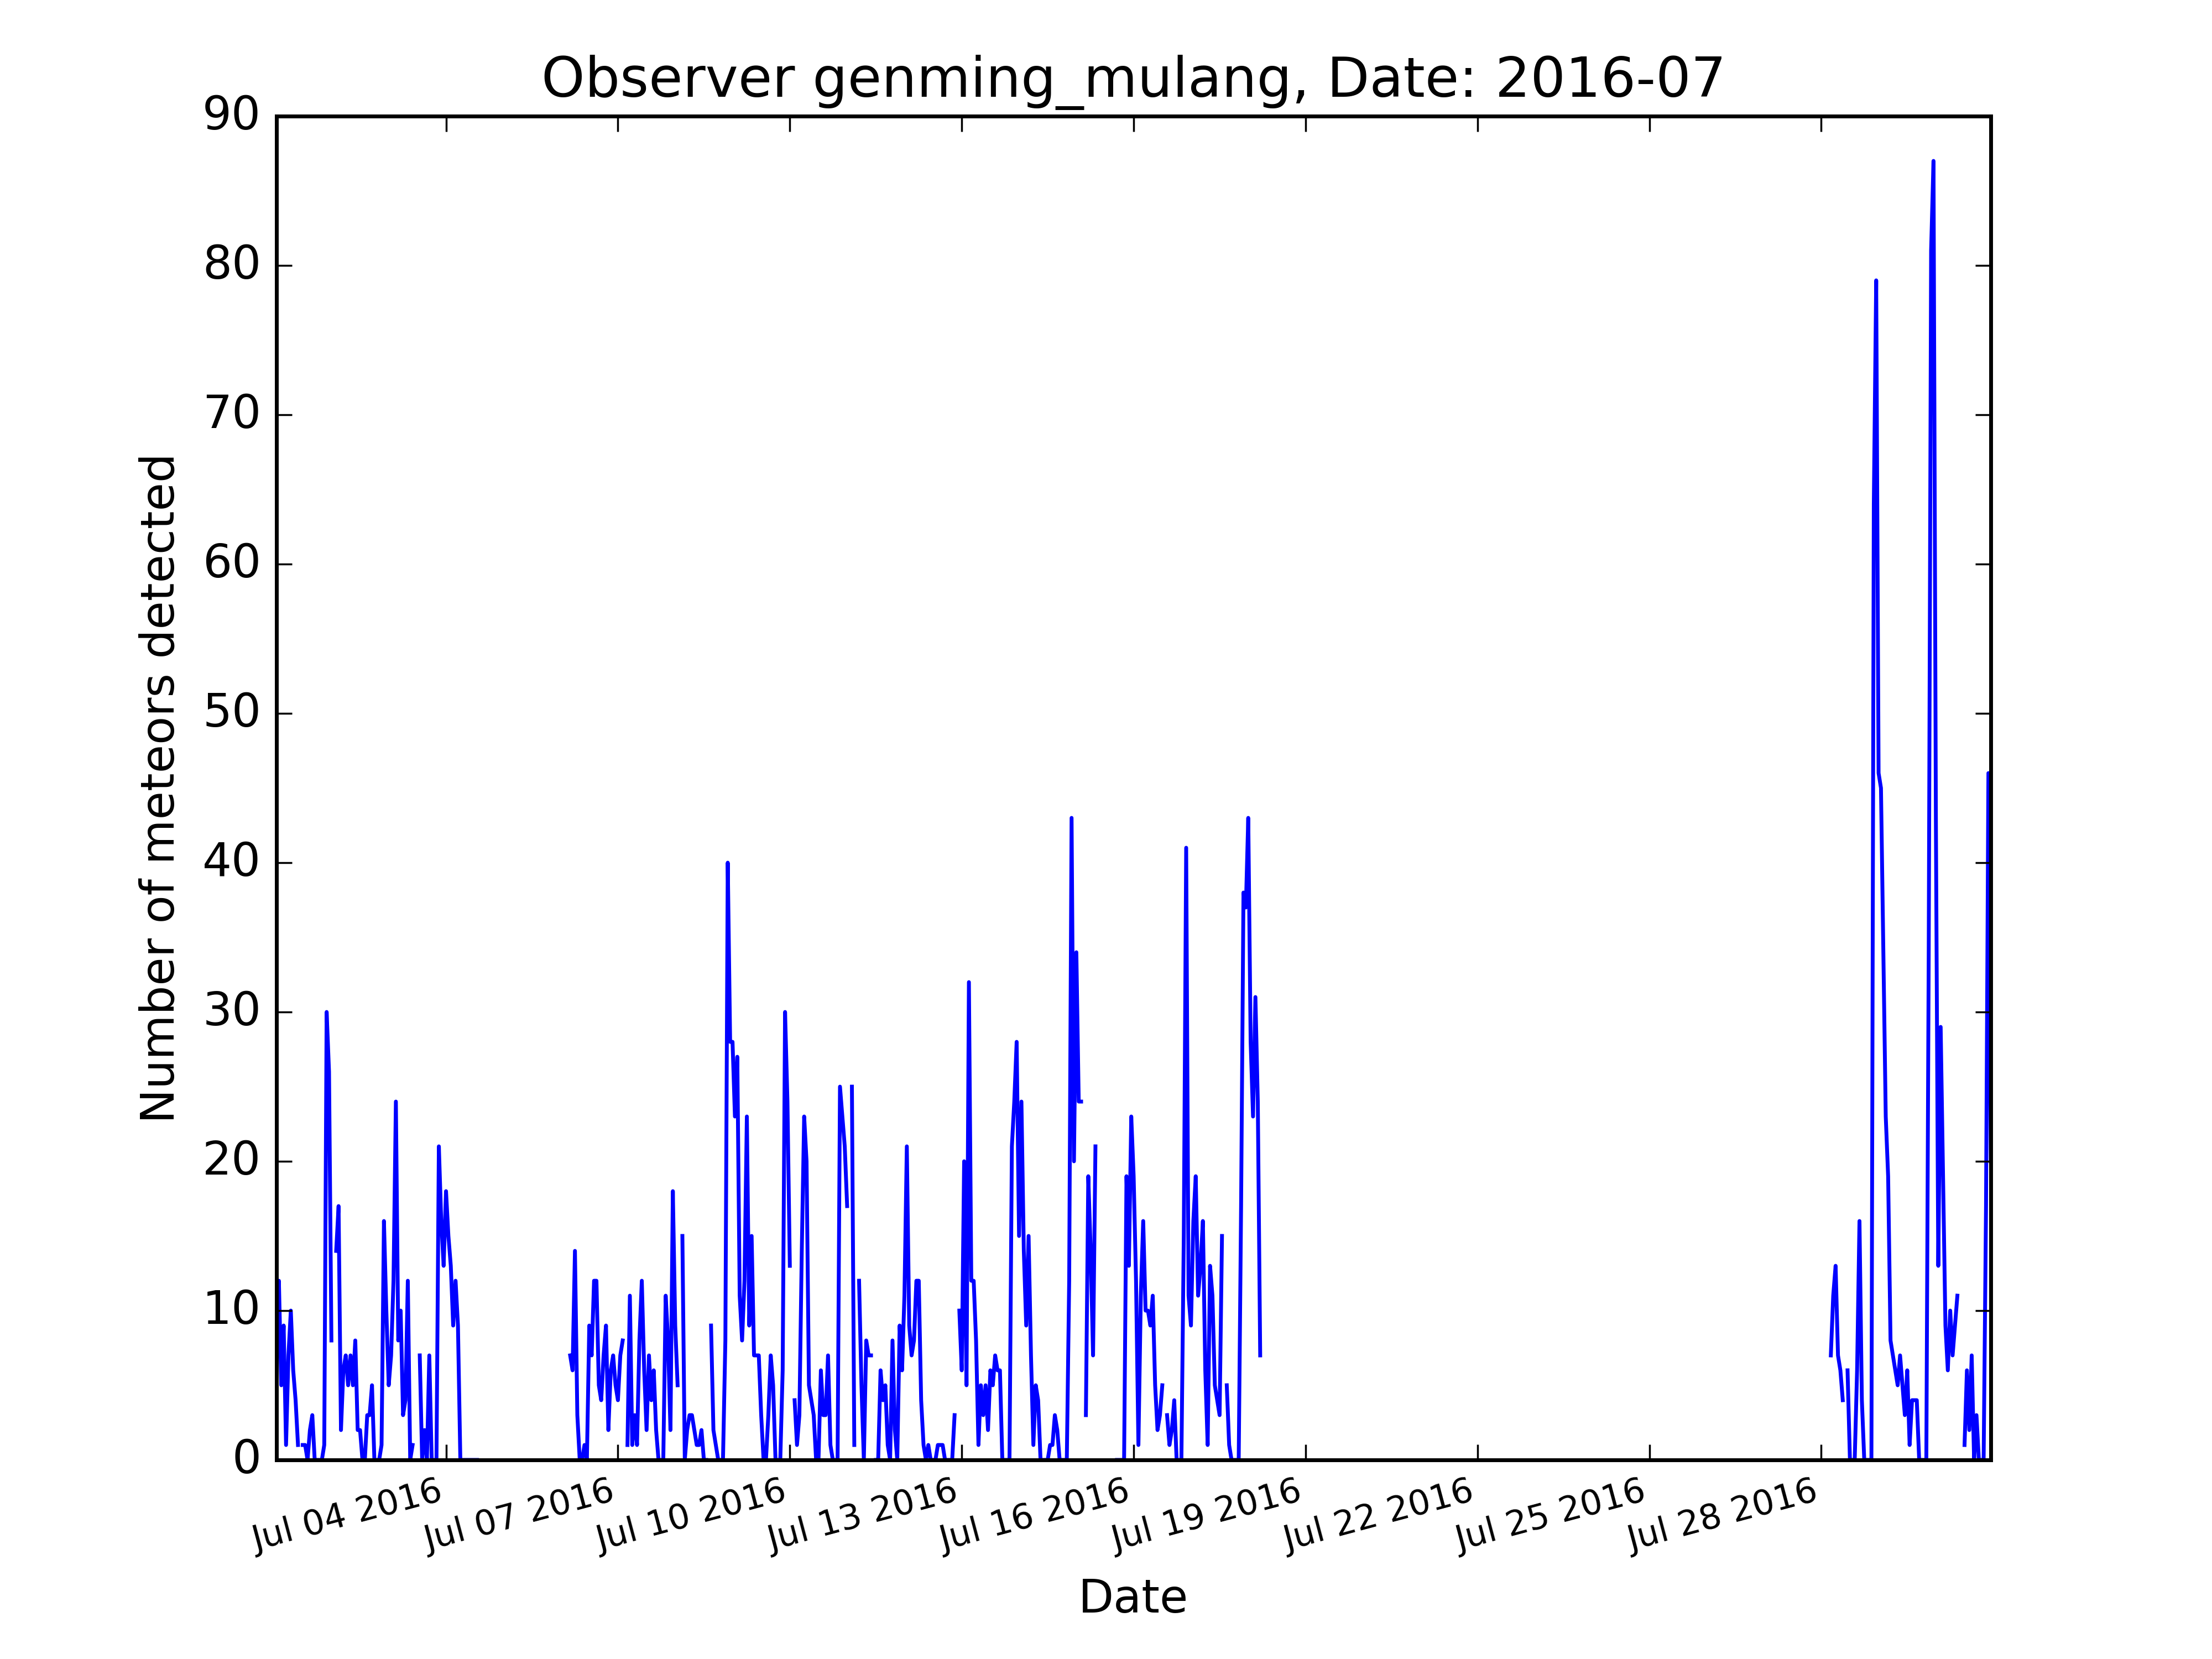 Observer genming_mulang, Date: 2016-07
90
80
70
60
50
40
30
20
10
0
Number of meteors detected
Jul 04 2016
Jul 07 2016
Jul 10 2016
Jul 13 2016
Jul 16 2016
Jul 19 2016
Jul 22 2016
Jul 25 2016
Jul 28 2016
Date